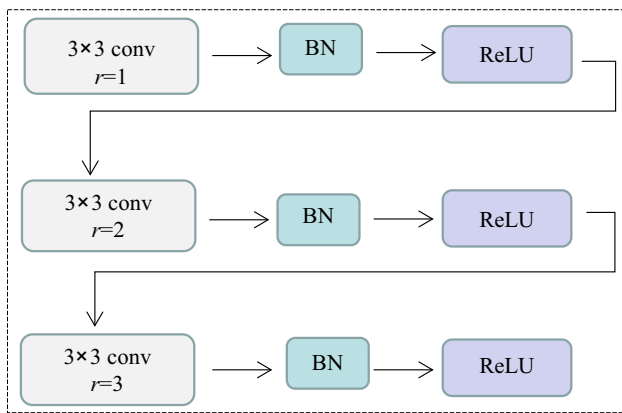 3×3 conv
r=1
BN
ReLU
3×3 conv
r=2
BN
ReLU
3×3 conv
r=3
BN
ReLU